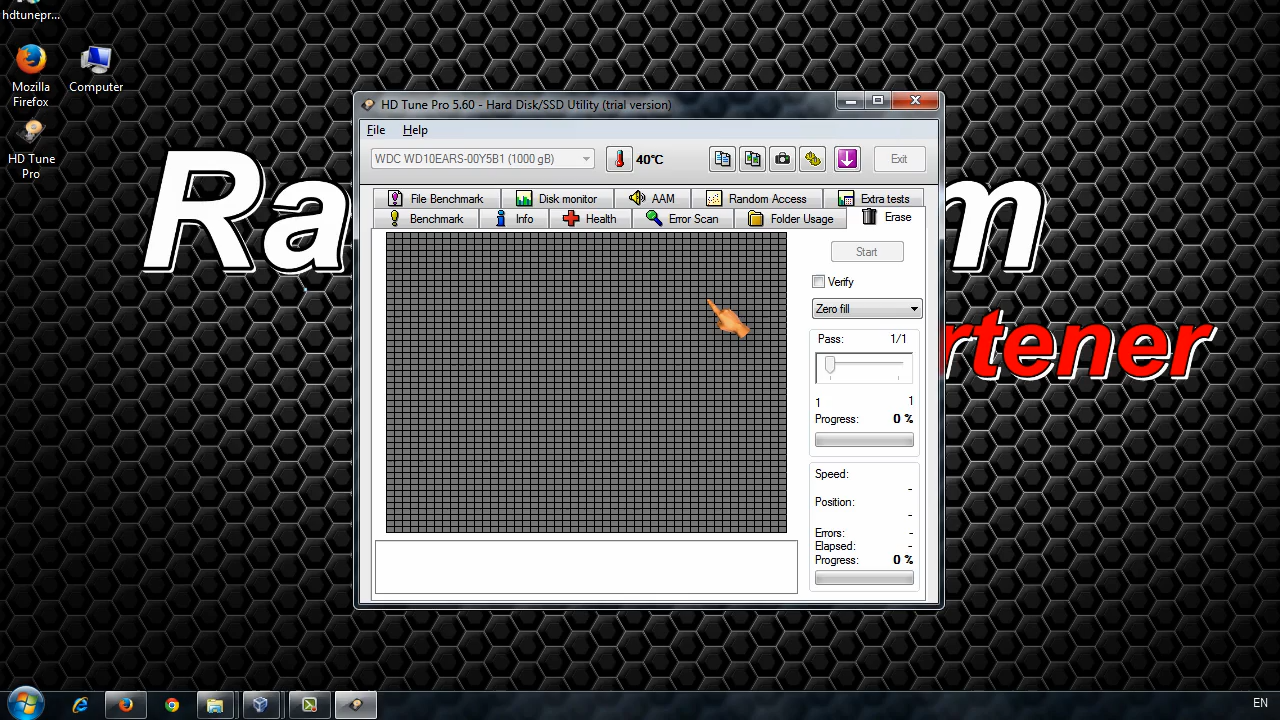 hdtunepr...
Mozilla
Firefox
Computer
HD Tune
Pro
HD Tune Pro 5.60 - Hard Disk/SSD Utility (trial version)
File Help
WDC WD10EARS-00Y5B1 (1000 gB)
40℃
Exit
File Benchmark Disk monitor AAM Random Access Extra tests
Benchmark Info Health Error Scan Folder Usage Erase
Start
Verify
Zero fill
Pass: 1/1
1 1
Progress: 0 %
Speed:
-
Position:
-
Errors: -
Elapsed: -
Progress: 0 %
EN